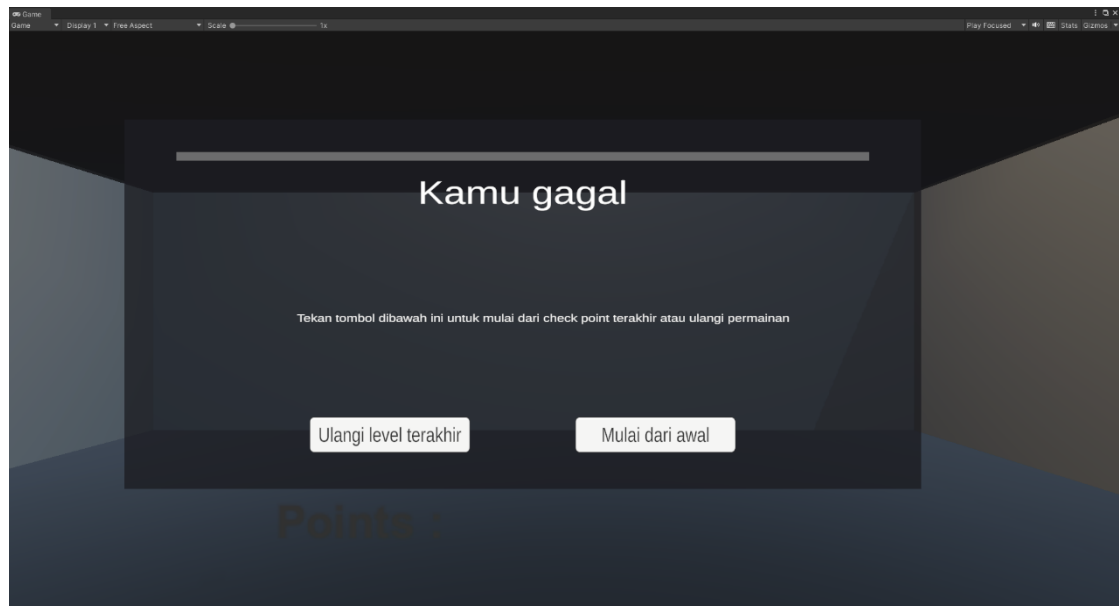 Game
Game Display 1 Free Aspect Scale 1x Play Focused Stats Gizmos
Kamu gagal
Tekan tombol dibawah ini untuk mulai dari check point terakhir atau ulangi permainan
Ulangi level terakhir Mulai dari awal
Points :